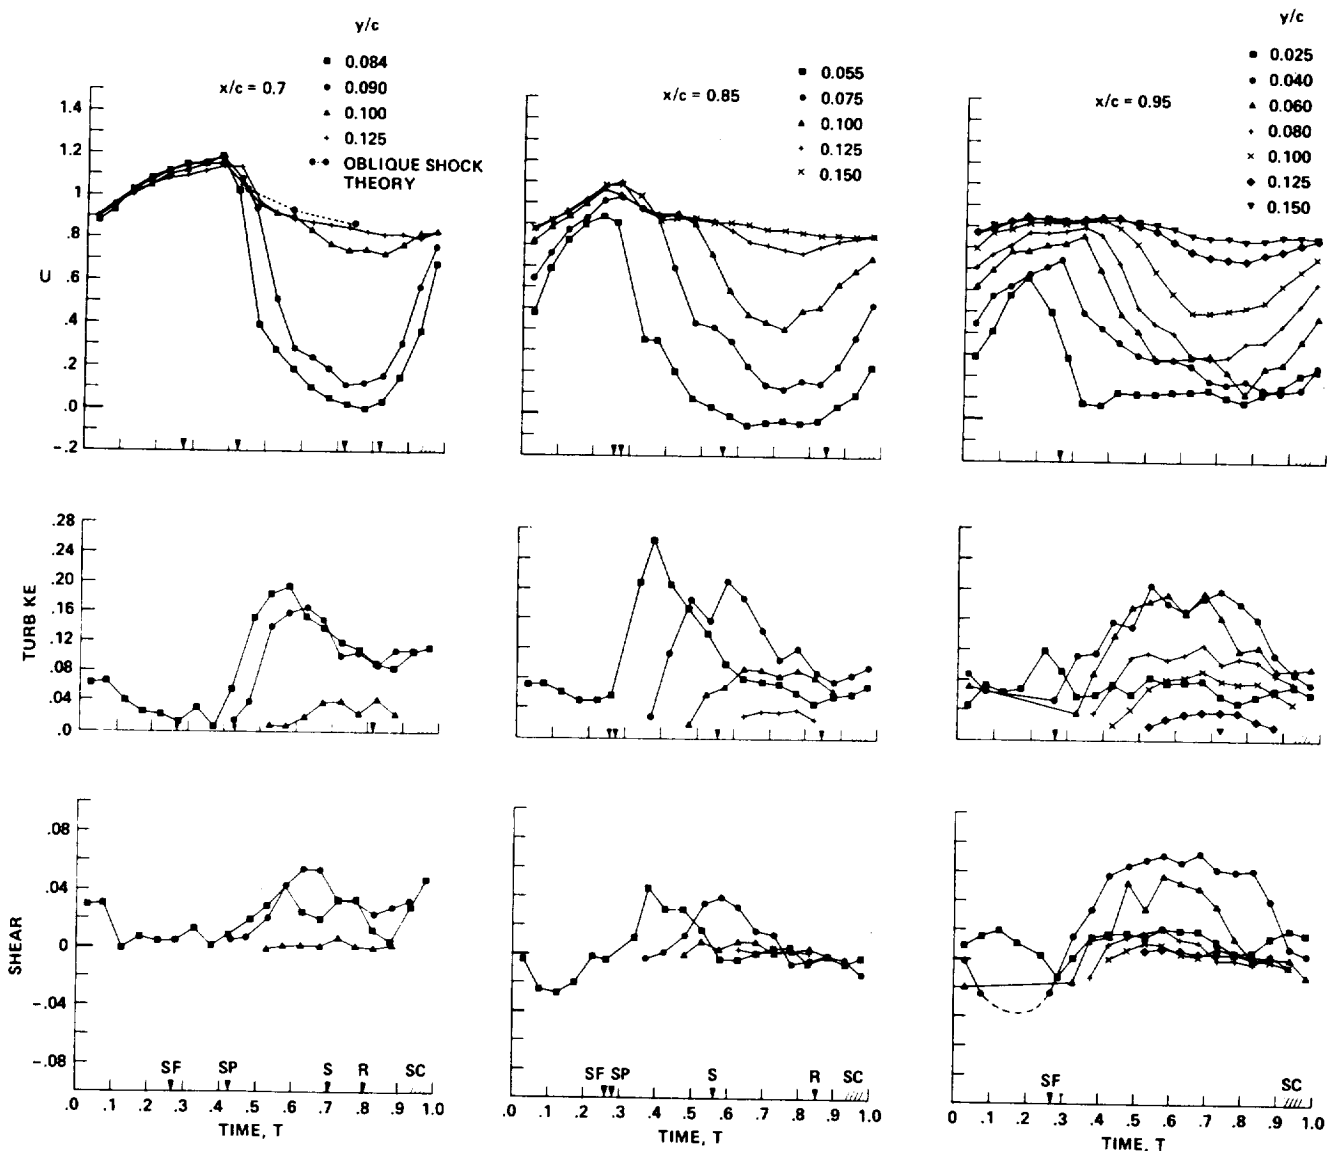 y/c
0.084
0.090
0.100
0.125
OBLIQUE SHOCK
THEORY
x/c = 0.7
1.4
1.2
1
.8
.6
.4
.2
.0
-.2
U
x/c = 0.85
0.055
0.075
0.100
0.125
0.150
y/c
0.025
0.040
0.060
0.080
0.100
0.125
0.150
x/c = 0.95
.28
.24
.20
.16
.12
.08
.04
.0
TURB KE
.08
.04
0
-.04
-.08
SHEAR
SF SP S R SC
.0 .1 .2 .3 .4 .5 .6 .7 .8 .9 1.0
TIME, T
SF SP S R SC
.0 .1 .2 .3 .4 .5 .6 .7 .8 .9 1.0
TIME, T
SF SC
0 .1 .2 .3 .4 .5 .6 .7 .8 .9 1.0
TIME, T